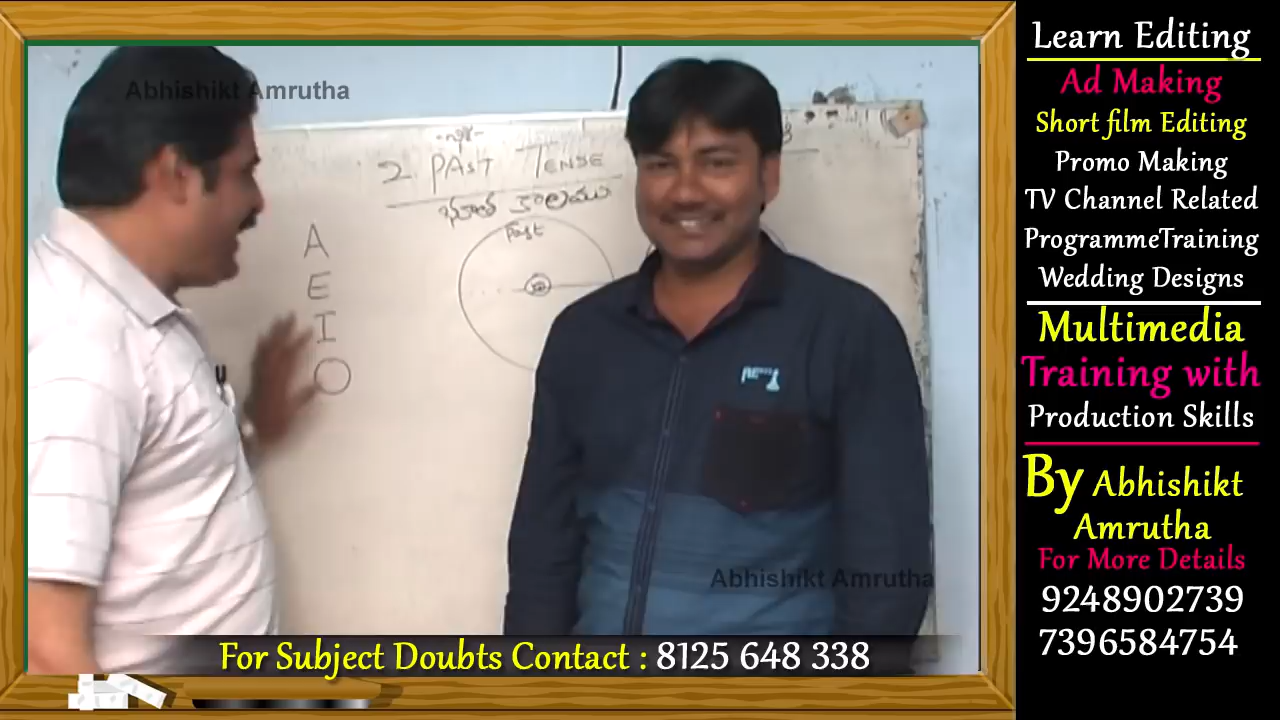 Abhishikt Amrutha
2 PAST TENSE
భూత కాలము
Past
A
E
I
O
Abhishikt Amrutha
For Subject Doubts Contact : 8125 648 338
Learn Editing
Ad Making
Short film Editing
Promo Making
TV Channel Related
ProgrammeTraining
Wedding Designs
Multimedia
Training with
Production Skills
By Abhishikt
Amrutha
For More Details
9248902739
7396584754